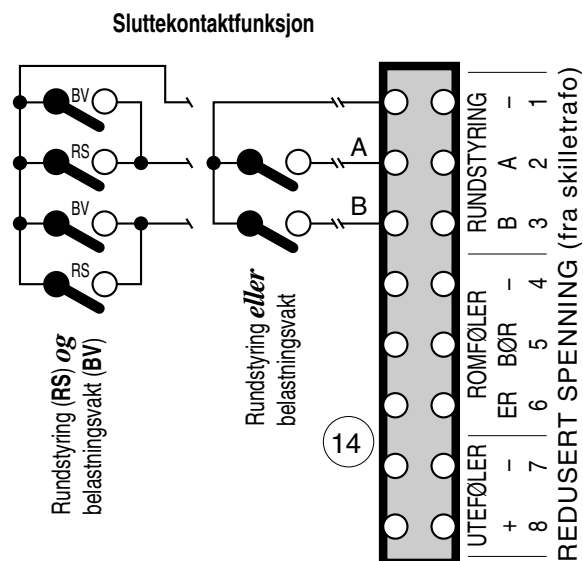 Sluttekontaktfunksjon
BV
RS
BV
RS
A
B
Rundstyring (RS) og
belastningsvakt (BV)
Rundstyring eller
belastningsvakt
14
RUNDSTYRING
– 1
A 2
B 3
ROMFØLER
– 4
BØR 5
ER 6
UTEFØLER
– 7
+ 8
REDUSERT SPENNING (fra skilletrafo)